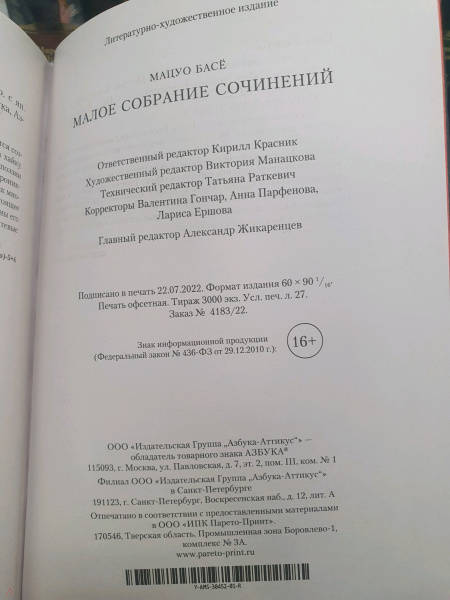 Литературно-художественное издание
МАЦУО БАСЁ
МАЛОЕ СОБРАНИЕ СОЧИНЕНИЙ
Ответственный редактор Кирилл Красник
Художественный редактор Виктория Манацкова
Технический редактор Татьяна Раткевич
Корректоры Валентина Гончар, Анна Парфенова,
Лариса Ершова
Главный редактор Александр Жикаренцев
Подписано в печать 22.07.2022. Формат издания 60 × 90 1/16.
Печать офсетная. Тираж 3000 экз. Усл. печ. л. 27.
Заказ № 4183/22.
Знак информационной продукции
(Федеральный закон № 436-ФЗ от 29.12.2010 г.):
16+
ООО «Издательская Группа „Азбука-Аттикус“» —
обладатель товарного знака АЗБУКА®
115093, г. Москва, ул. Павловская, д. 7, эт. 2, пом. III, ком. № 1
Филиал ООО «Издательская Группа „Азбука-Аттикус“»
в Санкт-Петербурге
191123, г. Санкт-Петербург, Воскресенская наб., д. 12, лит. А
Отпечатано в соответствии с предоставленными материалами
в ООО «ИПК Парето-Принт».
170546, Тверская область, Промышленная зона Боровлево-1,
комплекс № 3А.
www.pareto-print.ru
Y-AMS-30452-01-R